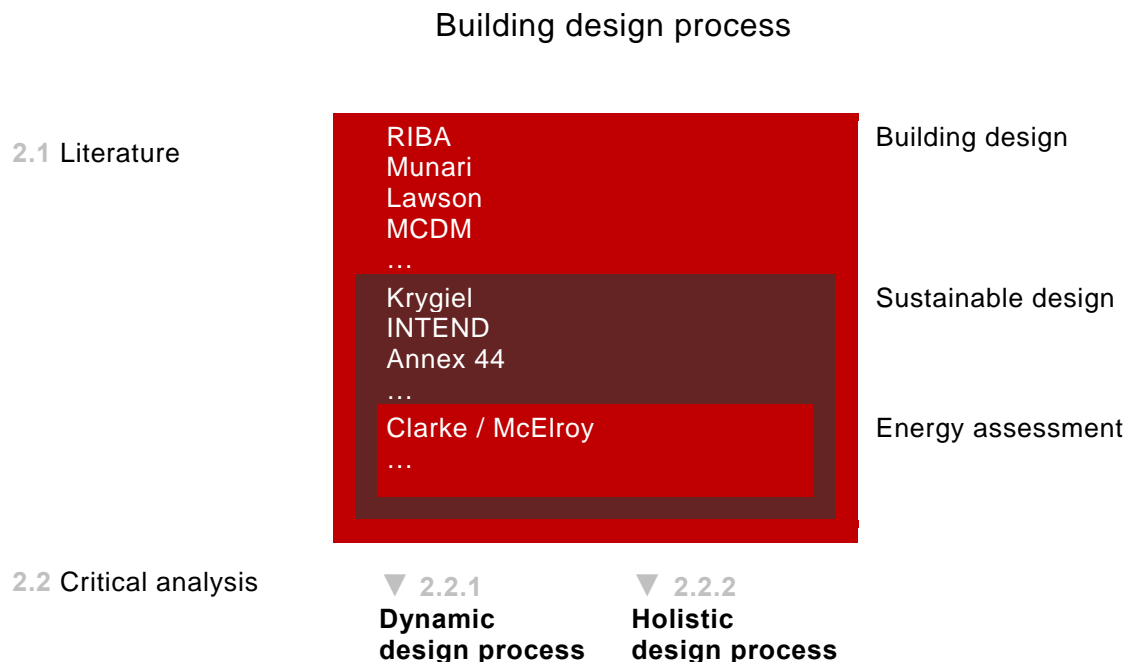 Building design process
2.1 Literature
RIBA
Munari
Lawson
MCDM
…
Building design
Krygiel
INTEND
Annex 44
…
Sustainable design
Clarke / McElroy
…
Energy assessment
2.2 Critical analysis
▼ 2.2.1
Dynamic
design process
▼ 2.2.2
Holistic
design process